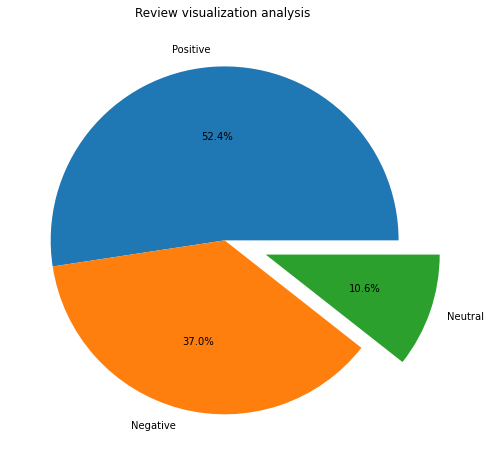 Review visualization analysis
Positive
52.4%
10.6%
Neutral
37.0%
Negative